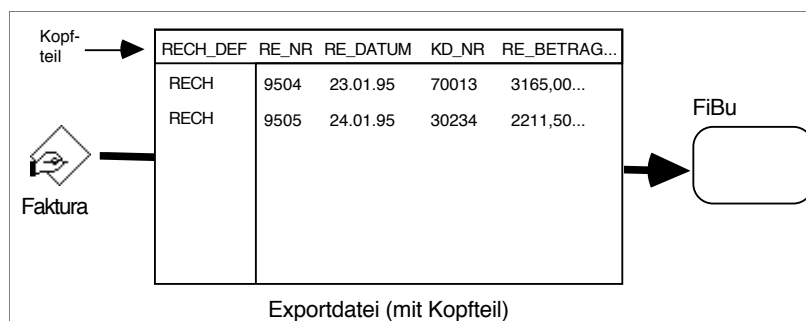 Kopf-
teil
RECH_DEF RE_NR RE_DATUM KD_NR RE_BETRAG...
RECH 9504 23.01.95 70013 3165,00...
RECH 9505 24.01.95 30234 2211,50...
FiBu
Faktura
Exportdatei (mit Kopfteil)